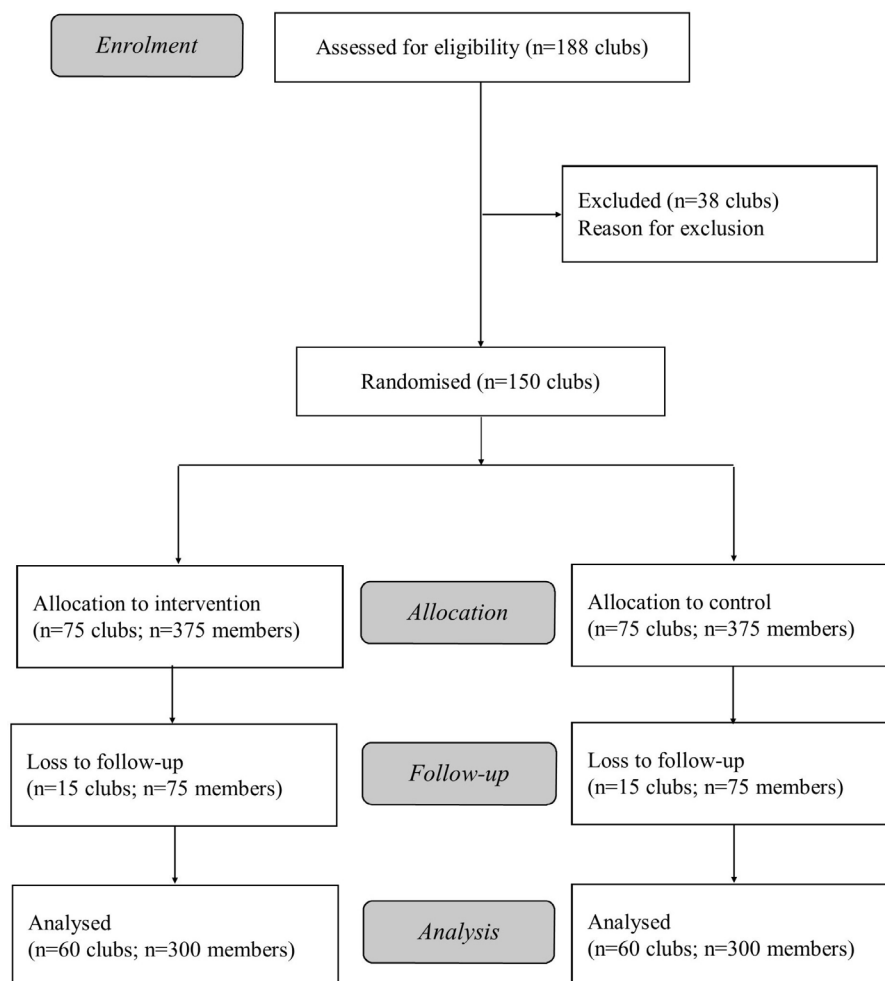 Enrolment
Assessed for eligibility (n=188 clubs)
Excluded (n=38 clubs)
Reason for exclusion
Randomised (n=150 clubs)
Allocation to intervention
(n=75 clubs; n=375 members)
Allocation
Allocation to control
(n=75 clubs; n=375 members)
Loss to follow-up
(n=15 clubs; n=75 members)
Follow-up
Loss to follow-up
(n=15 clubs; n=75 members)
Analysed
(n=60 clubs; n=300 members)
Analysis
Analysed
(n=60 clubs; n=300 members)